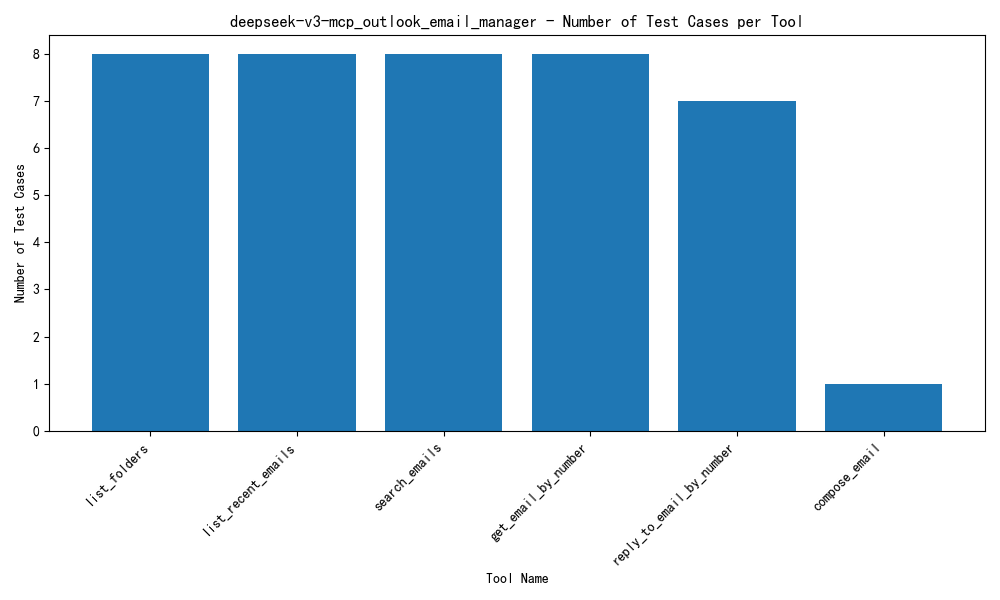 deepseek-v3-mcp_outlook_email_manager - Number of Test Cases per Tool
Number of Test Cases
8
7
6
5
4
3
2
1
0
list_folders
list_recent_emails
search_emails
get_email_by_number
reply_to_email_by_number
compose_email
Tool Name